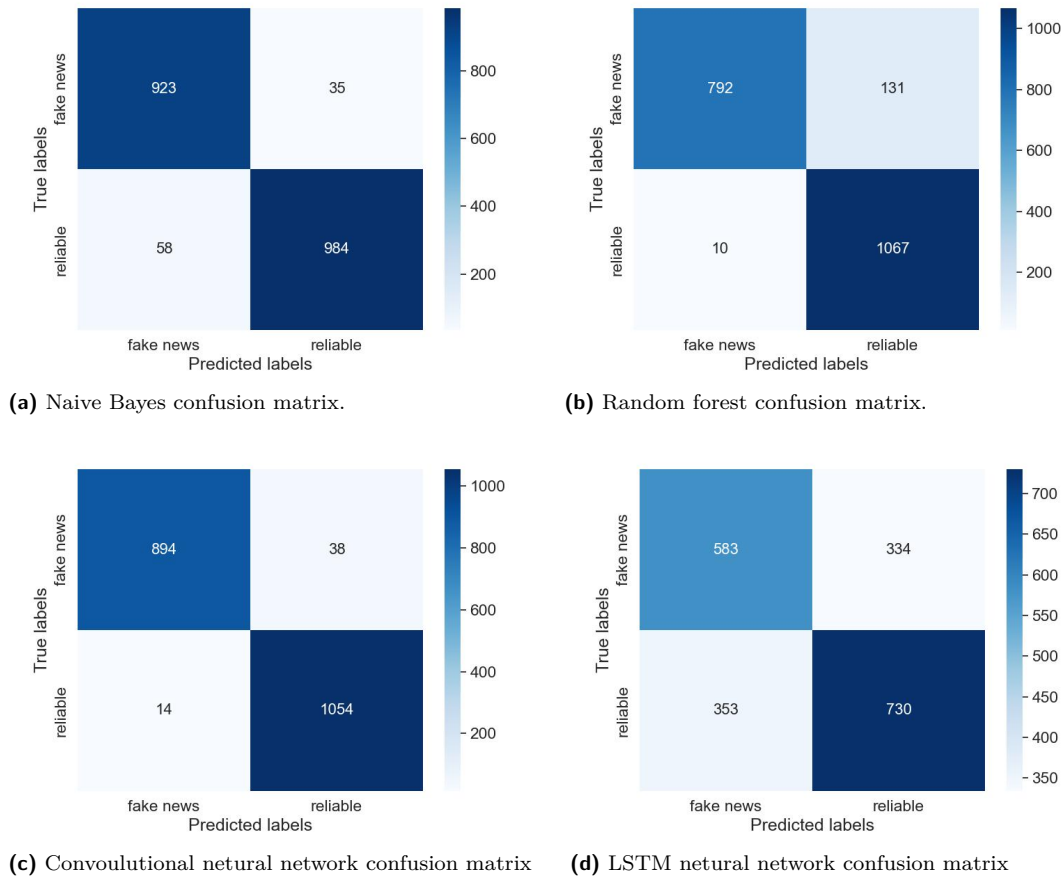 fake news
923
35
True labels
reliable
58
984
fake news
reliable
Predicted labels
800
600
400
200
(a) Naive Bayes confusion matrix.
fake news
792
131
True labels
reliable
10
1067
fake news
reliable
Predicted labels
1000
800
600
400
200
(b) Random forest confusion matrix.
fake news
894
38
True labels
reliable
14
1054
fake news
reliable
Predicted labels
1000
800
600
400
200
(c) Convoulutional netural network confusion matrix
fake news
583
334
True labels
reliable
353
730
fake news
reliable
Predicted labels
700
650
600
550
500
450
400
350
(d) LSTM netural network confusion matrix